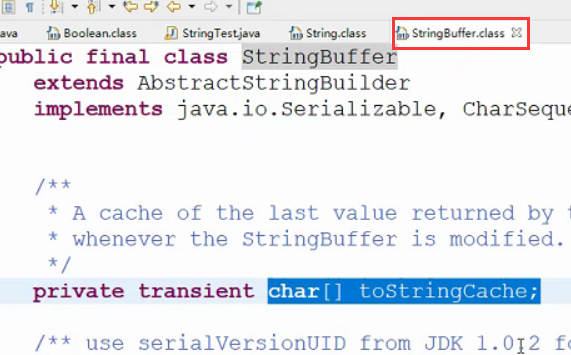 ava Boolean.class StringTest.java String.class StringBuffer.class
public final class StringBuffer
extends AbstractStringBuilder
implements java.io.Serializable, CharSeque
/**
* A cache of the last value returned by t
* whenever the StringBuffer is modified.
*/
private transient char[] toStringCache;
/** use serialVersionUID from JDK 1.0.2 fo